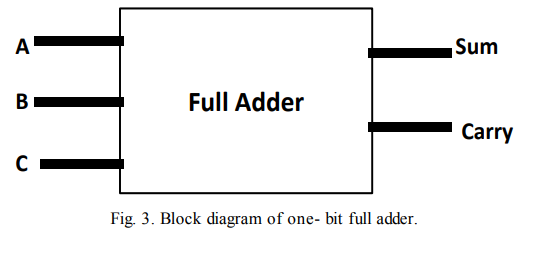 A
Sum
B
Full Adder
Carry
C
Fig. 3. Block diagram of one- bit full adder.